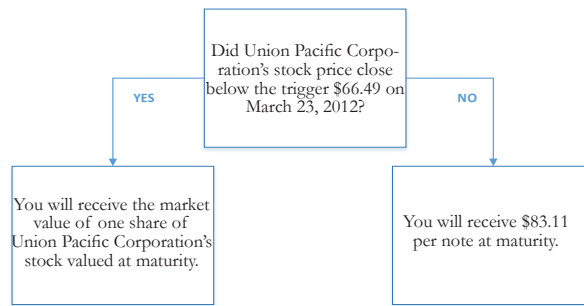 Did Union Pacific Corpo-
ration's stock price close
below the trigger $66.49 on
March 23, 2012?
YES
NO
You will receive the market
value of one share of
Union Pacific Corporation's
stock valued at maturity.
You will receive $83.11
per note at maturity.